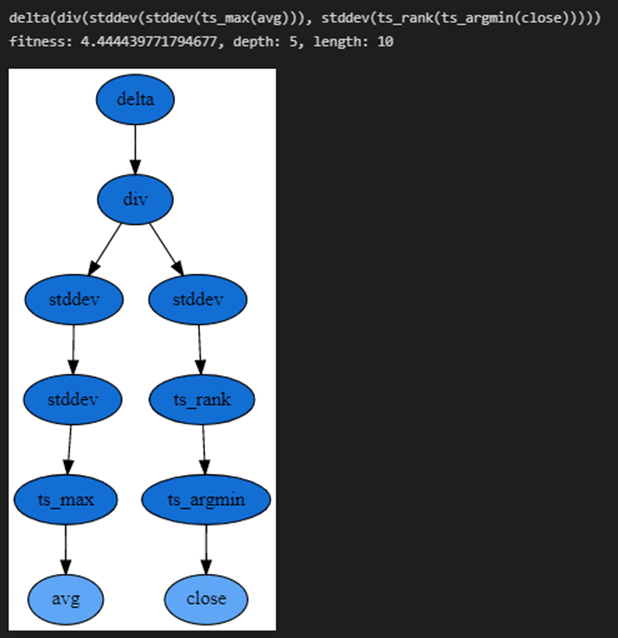 delta(div(stddev(stddev(ts_max(avg))), stddev(ts_rank(ts_argmin(close)))))
fitness: 4.444439771794677, depth: 5, length: 10
delta
div
stddev stddev
stddev ts_rank
ts_max ts_argmin
avg close